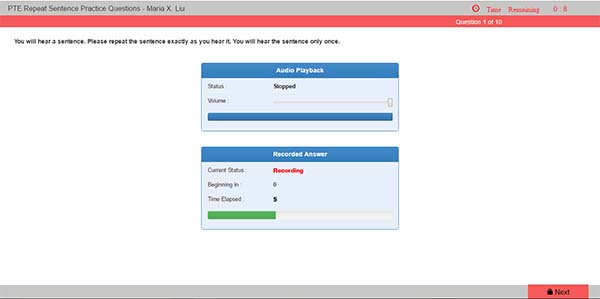 PTE Repeat Sentence Practice Questions - Maria X. Liu
Time Remaining 0 : 8
Question 1 of 10
You will hear a sentence. Please repeat the sentence exactly as you hear it. You will hear the sentence only once.
Audio Playback
Status : Stopped
Volume :
Recorded Answer
Current Status : Recording
Beginning in : 0
Time Elapsed : 5
Next